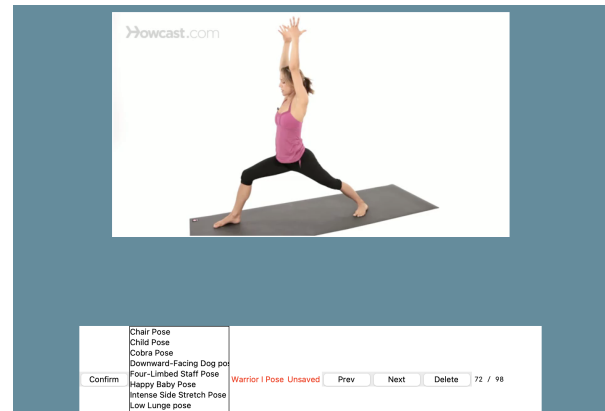 Howcast.com
Chair Pose
Child Pose
Cobra Pose
Downward-Facing Dog pos
Four-Limbed Staff Pose
Happy Baby Pose
Intense Side Stretch Pose
Low Lunge pose
Confirm
Warrior I Pose Unsaved
Prev
Next
Delete
72 / 98